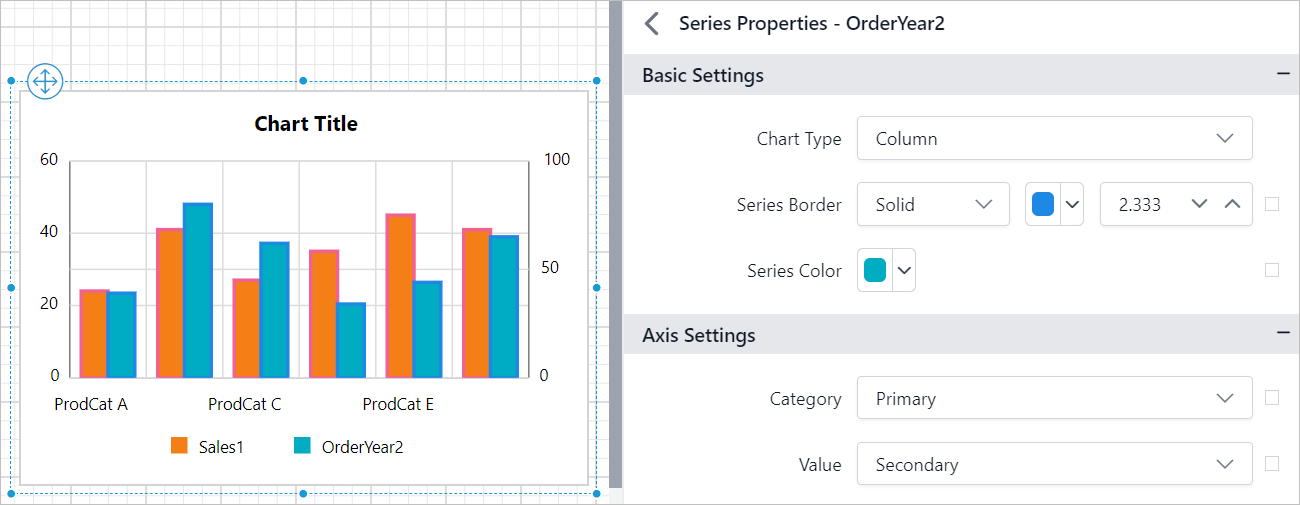 Chart Title
60
40
20
0
100
50
0
ProdCat A
ProdCat C
ProdCat E
Sales1
OrderYear2
Series Properties - OrderYear2
Basic Settings
Chart Type
Column
Series Border
Solid
2.333
Series Color
Axis Settings
Category
Primary
Value
Secondary